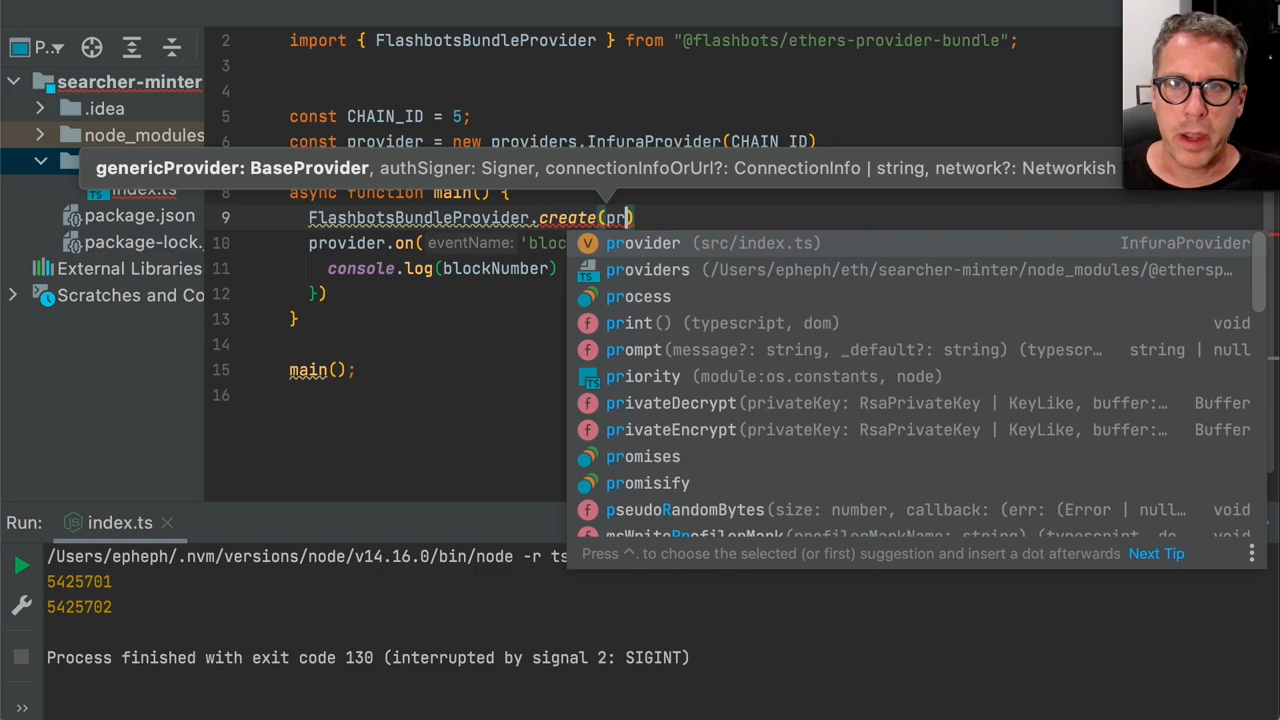 P..
searcher-minter
.idea
node_modules
index.ts
package.json
package-lock.
External Libraries
Scratches and Co
2 import { FlashbotsBundleProvider } from "@flashbots/ethers-provider-bundle";
3
4
5 const CHAIN_ID = 5;
6 const provider = new providers.InfuraProvider(CHAIN_ID)
genericProvider: BaseProvider, authSigner: Signer, connectionInfoOrUrl?: ConnectionInfo | string, network?: Networkish
8 async function main() {
9 FlashbotsBundleProvider.create(pr)
10 provider.on( eventName: 'bloc
11 console.log(blockNumber)
12 })
13 }
14
15 main();
16
provider (src/index.ts) InfuraProvider
providers (/Users/epheph/eth/searcher-minter/node_modules/@ethersp…
process
print() (typescript, dom) void
prompt(message?: string, _default?: string) (typescr… string | null
priority (module:os.constants, node)
privateDecrypt(privateKey: RsaPrivateKey | KeyLike, buffer:… Buffer
privateEncrypt(privateKey: RsaPrivateKey | KeyLike, buffer:… Buffer
promises
promisify
pseudoRandomBytes(size: number, callback: (err: (Error | null… void
Press ^. to choose the selected (or first) suggestion and insert a dot afterwards Next Tip
Run: index.ts
/Users/epheph/.nvm/versions/node/v14.16.0/bin/node -r ts
5425701
5425702
Process finished with exit code 130 (interrupted by signal 2: SIGINT)